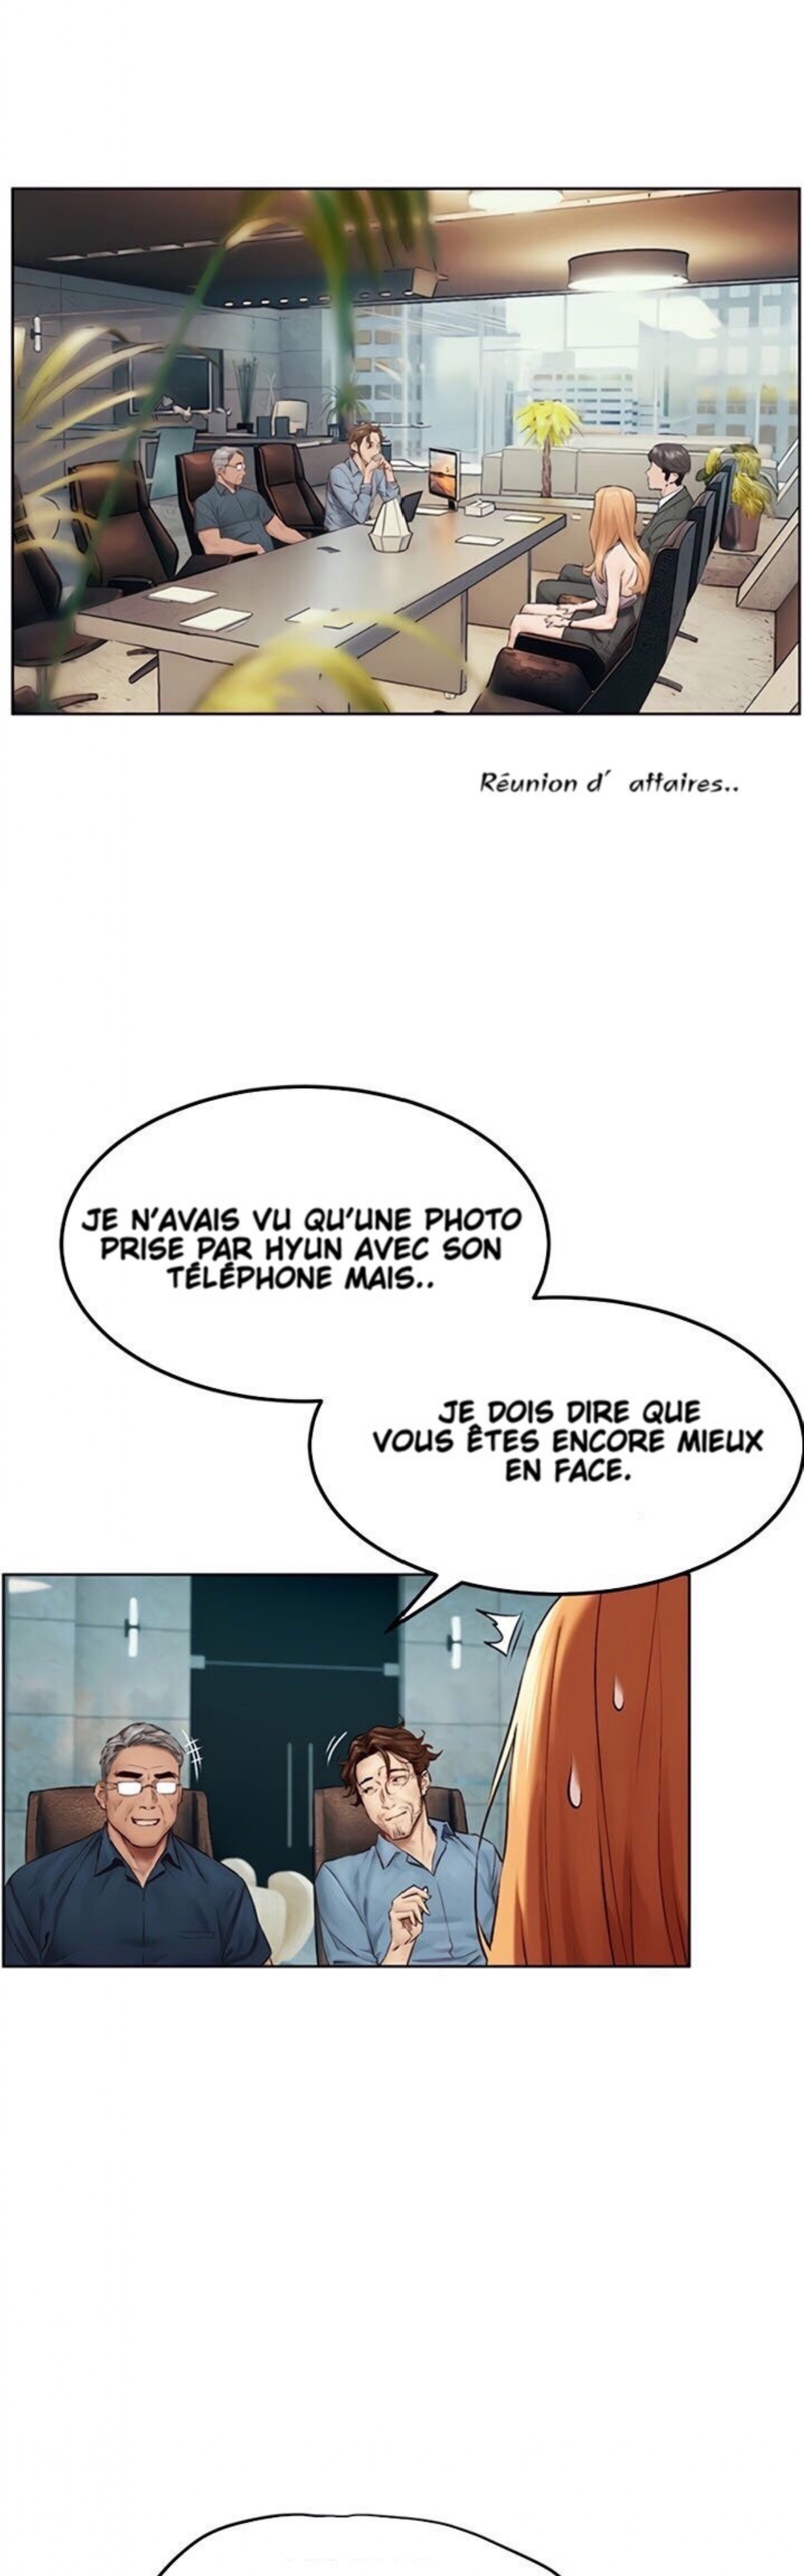 Réunion d' affaires..
JE N'AVAIS VU QU'UNE PHOTO
PRISE PAR HYUN AVEC SON
TÉLÉPHONE MAIS..
JE DOIS DIRE QUE
VOUS ÊTES ENCORE MIEUX
EN FACE.